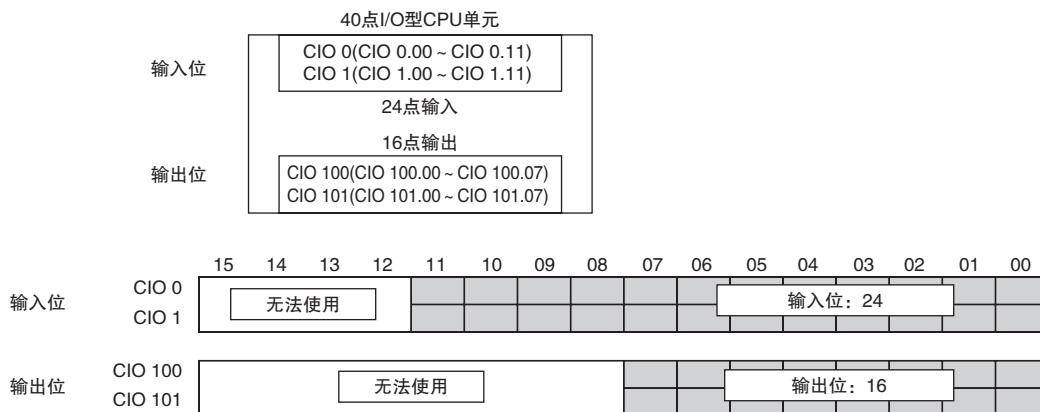 40点I/O型CPU单元
输入位
CIO 0(CIO 0.00 ~ CIO 0.11)
CIO 1(CIO 1.00 ~ CIO 1.11)
24点输入
16点输出
输出位
CIO 100(CIO 100.00 ~ CIO 100.07)
CIO 101(CIO 101.00 ~ CIO 101.07)
15 14 13 12 11 10 09 08 07 06 05 04 03 02 01 00
输入位
CIO 0
CIO 1
无法使用
输入位：24
输出位
CIO 100
CIO 101
无法使用
输出位：16